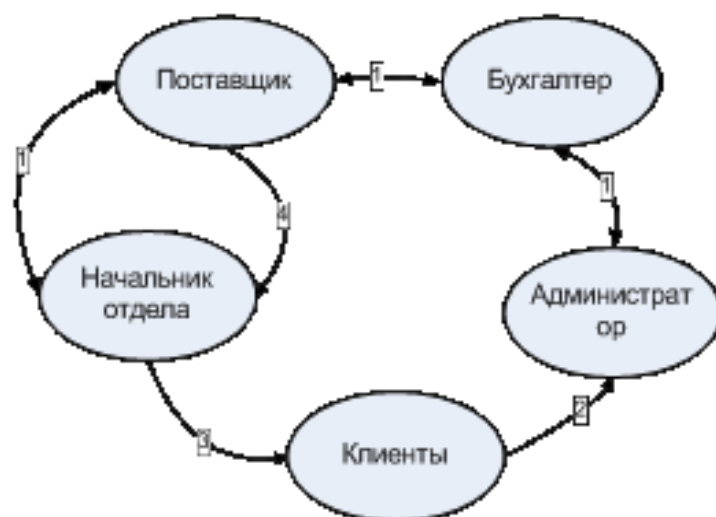 Поставщик
1
Бухгалтер
1
1
4
Начальник
отдела
Администрат
ор
3
2
Клиенты